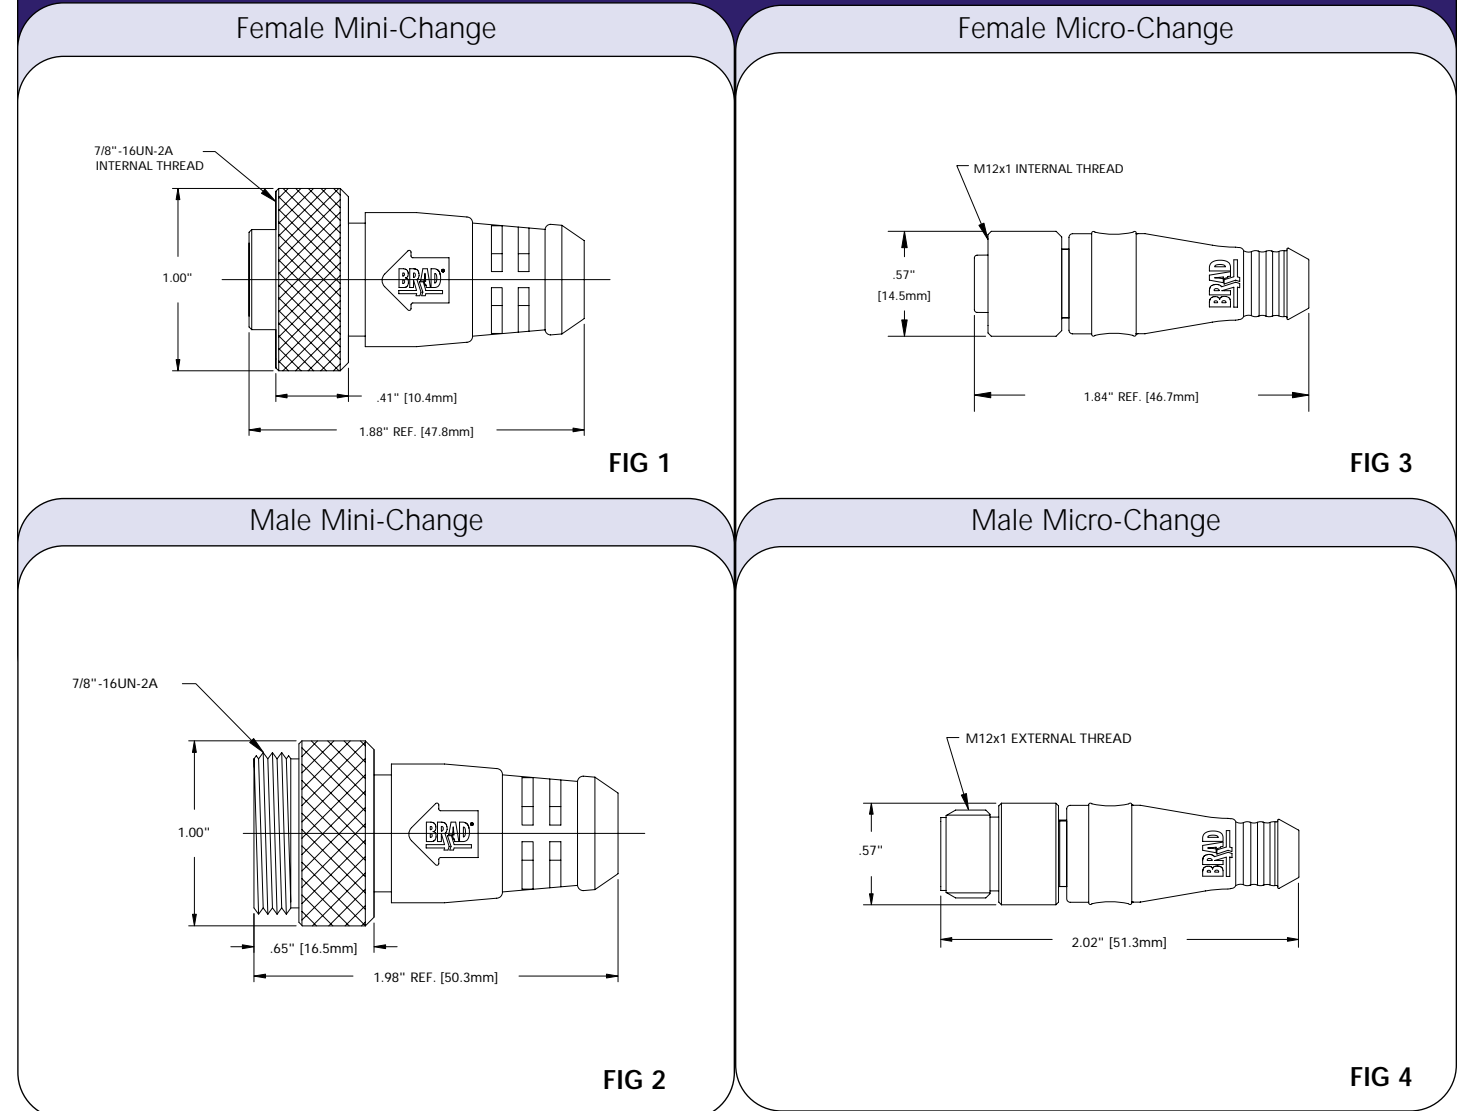 Female Mini-Change
7/8"-16UN-2A
INTERNAL THREAD
1.00"
BRAD
.41" [10.4mm]
1.88" REF. [47.8mm]
FIG 1
Female Micro-Change
M12x1 INTERNAL THREAD
.57"
[14.5mm]
BRAD
1.84" REF. [46.7mm]
FIG 3
Male Mini-Change
7/8"-16UN-2A
1.00"
BRAD
.65" [16.5mm]
1.98" REF. [50.3mm]
FIG 2
Male Micro-Change
M12x1 EXTERNAL THREAD
.57"
BRAD
2.02" [51.3mm]
FIG 4